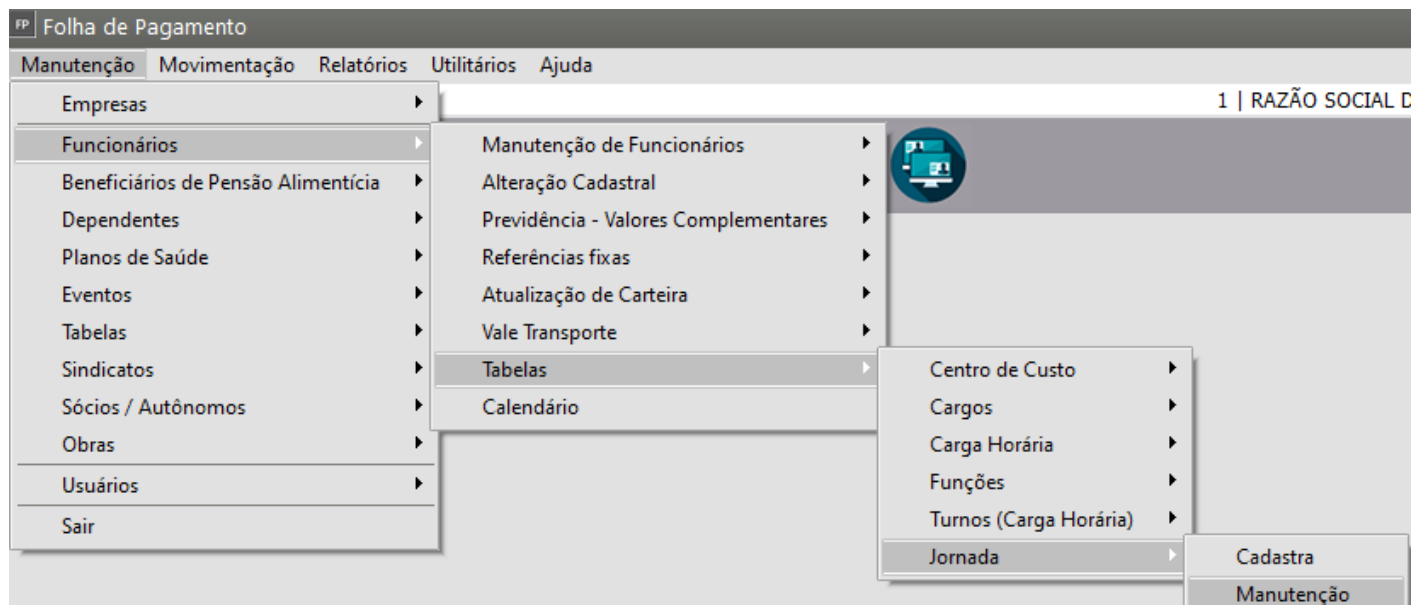 FP Folha de Pagamento
Manutenção Movimentação Relatórios Utilitários Ajuda
1 | RAZÃO SOCIAL D
Empresas
Funcionários
Beneficiários de Pensão Alimentícia
Dependentes
Planos de Saúde
Eventos
Tabelas
Sindicatos
Sócios / Autônomos
Obras
Usuários
Sair
Manutenção de Funcionários
Alteração Cadastral
Previdência - Valores Complementares
Referências fixas
Atualização de Carteira
Vale Transporte
Tabelas
Calendário
Centro de Custo
Cargos
Carga Horária
Funções
Turnos (Carga Horária)
Jornada
Cadastra
Manutenção